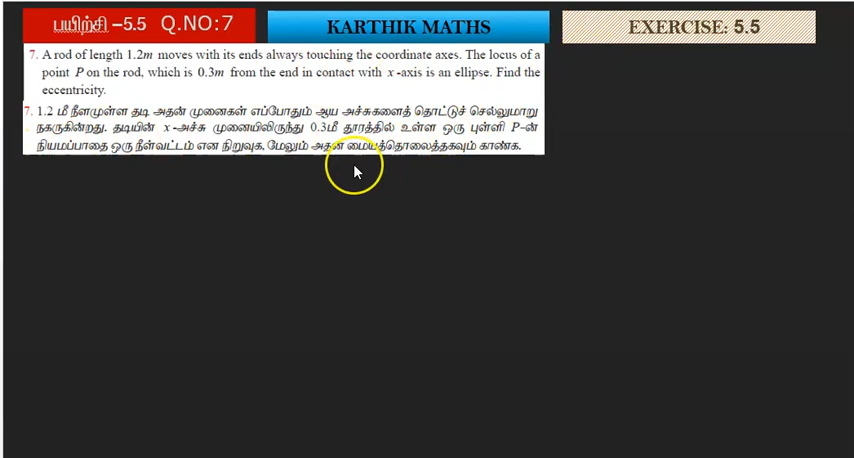 பயிற்சி –5.5 Q.NO:7
KARTHIK MATHS
EXERCISE: 5.5
7. A rod of length 1.2m moves with its ends always touching the coordinate axes. The locus of a
point P on the rod, which is 0.3m from the end in contact with x-axis is an ellipse. Find the
eccentricity.
7. 1.2 மீ நீளமுள்ள தடி அதன் முனைகள் எப்போதும் ஆய அச்சுகளைத் தொட்டுச் செல்லுமாறு
நகருகின்றது. தடியின் x-அச்சு முனையிலிருந்து 0.3மீ தூரத்தில் உள்ள ஒரு புள்ளி P-ன்
நியமப்பாதை ஒரு நீள்வட்டம் என நிறுவுக, மேலும் அதன் மையத்தொலைத்தகவும் காண்க.